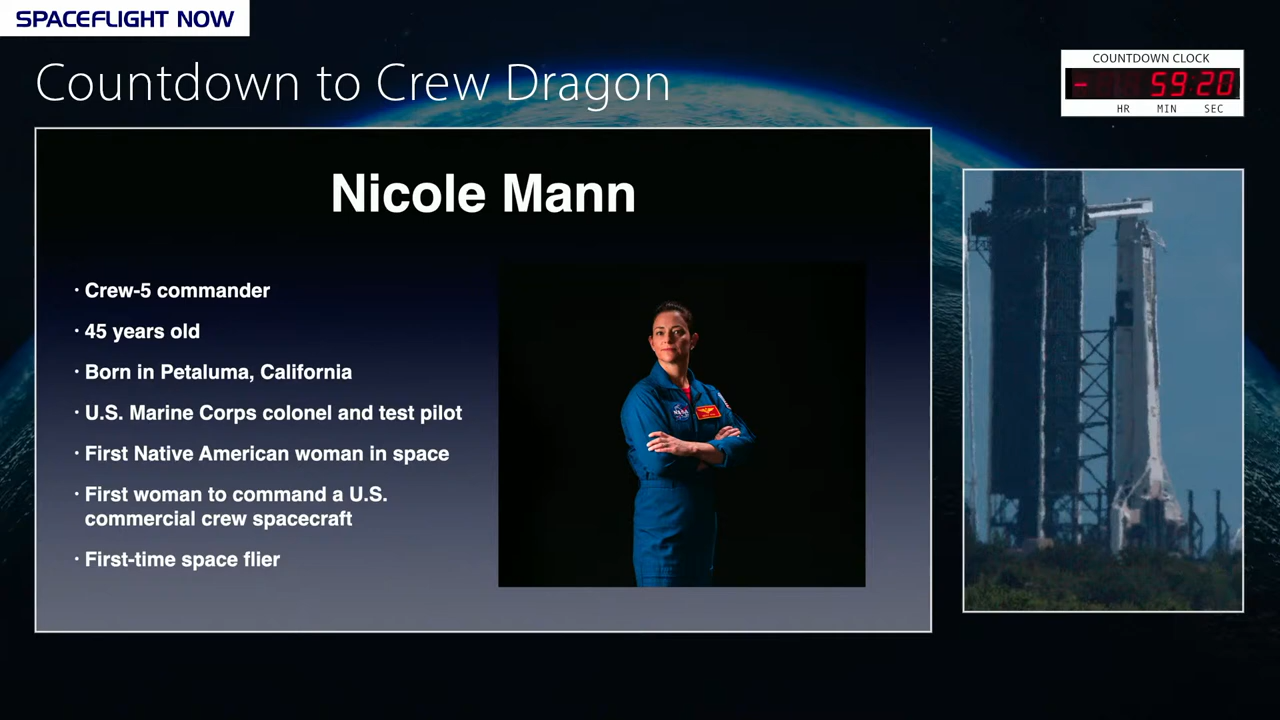 SPACEFLIGHT NOW
Countdown to Crew Dragon
COUNTDOWN CLOCK
- 59:20
HR MIN SEC
Nicole Mann
· Crew-5 commander
· 45 years old
· Born in Petaluma, California
· U.S. Marine Corps colonel and test pilot
· First Native American woman in space
· First woman to command a U.S.
commercial crew spacecraft
· First-time space flier
NASA